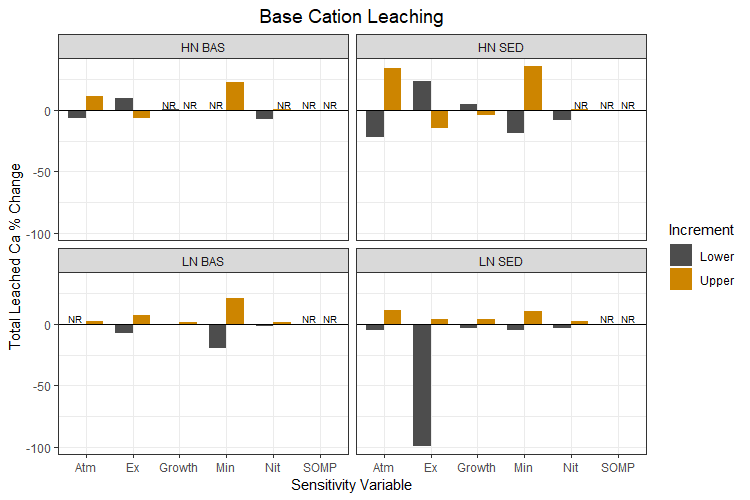 Base Cation Leaching
HN BAS
HN SED
0
-50
-100
NR NR NR NR NR NR
NR NR NR
LN BAS
LN SED
0
-50
-100
NR NR NR
NR NR
Atm Ex Growth Min Nit SOMP
Atm Ex Growth Min Nit SOMP
Sensitivity Variable
Total Leached Ca % Change
Increment
Lower
Upper